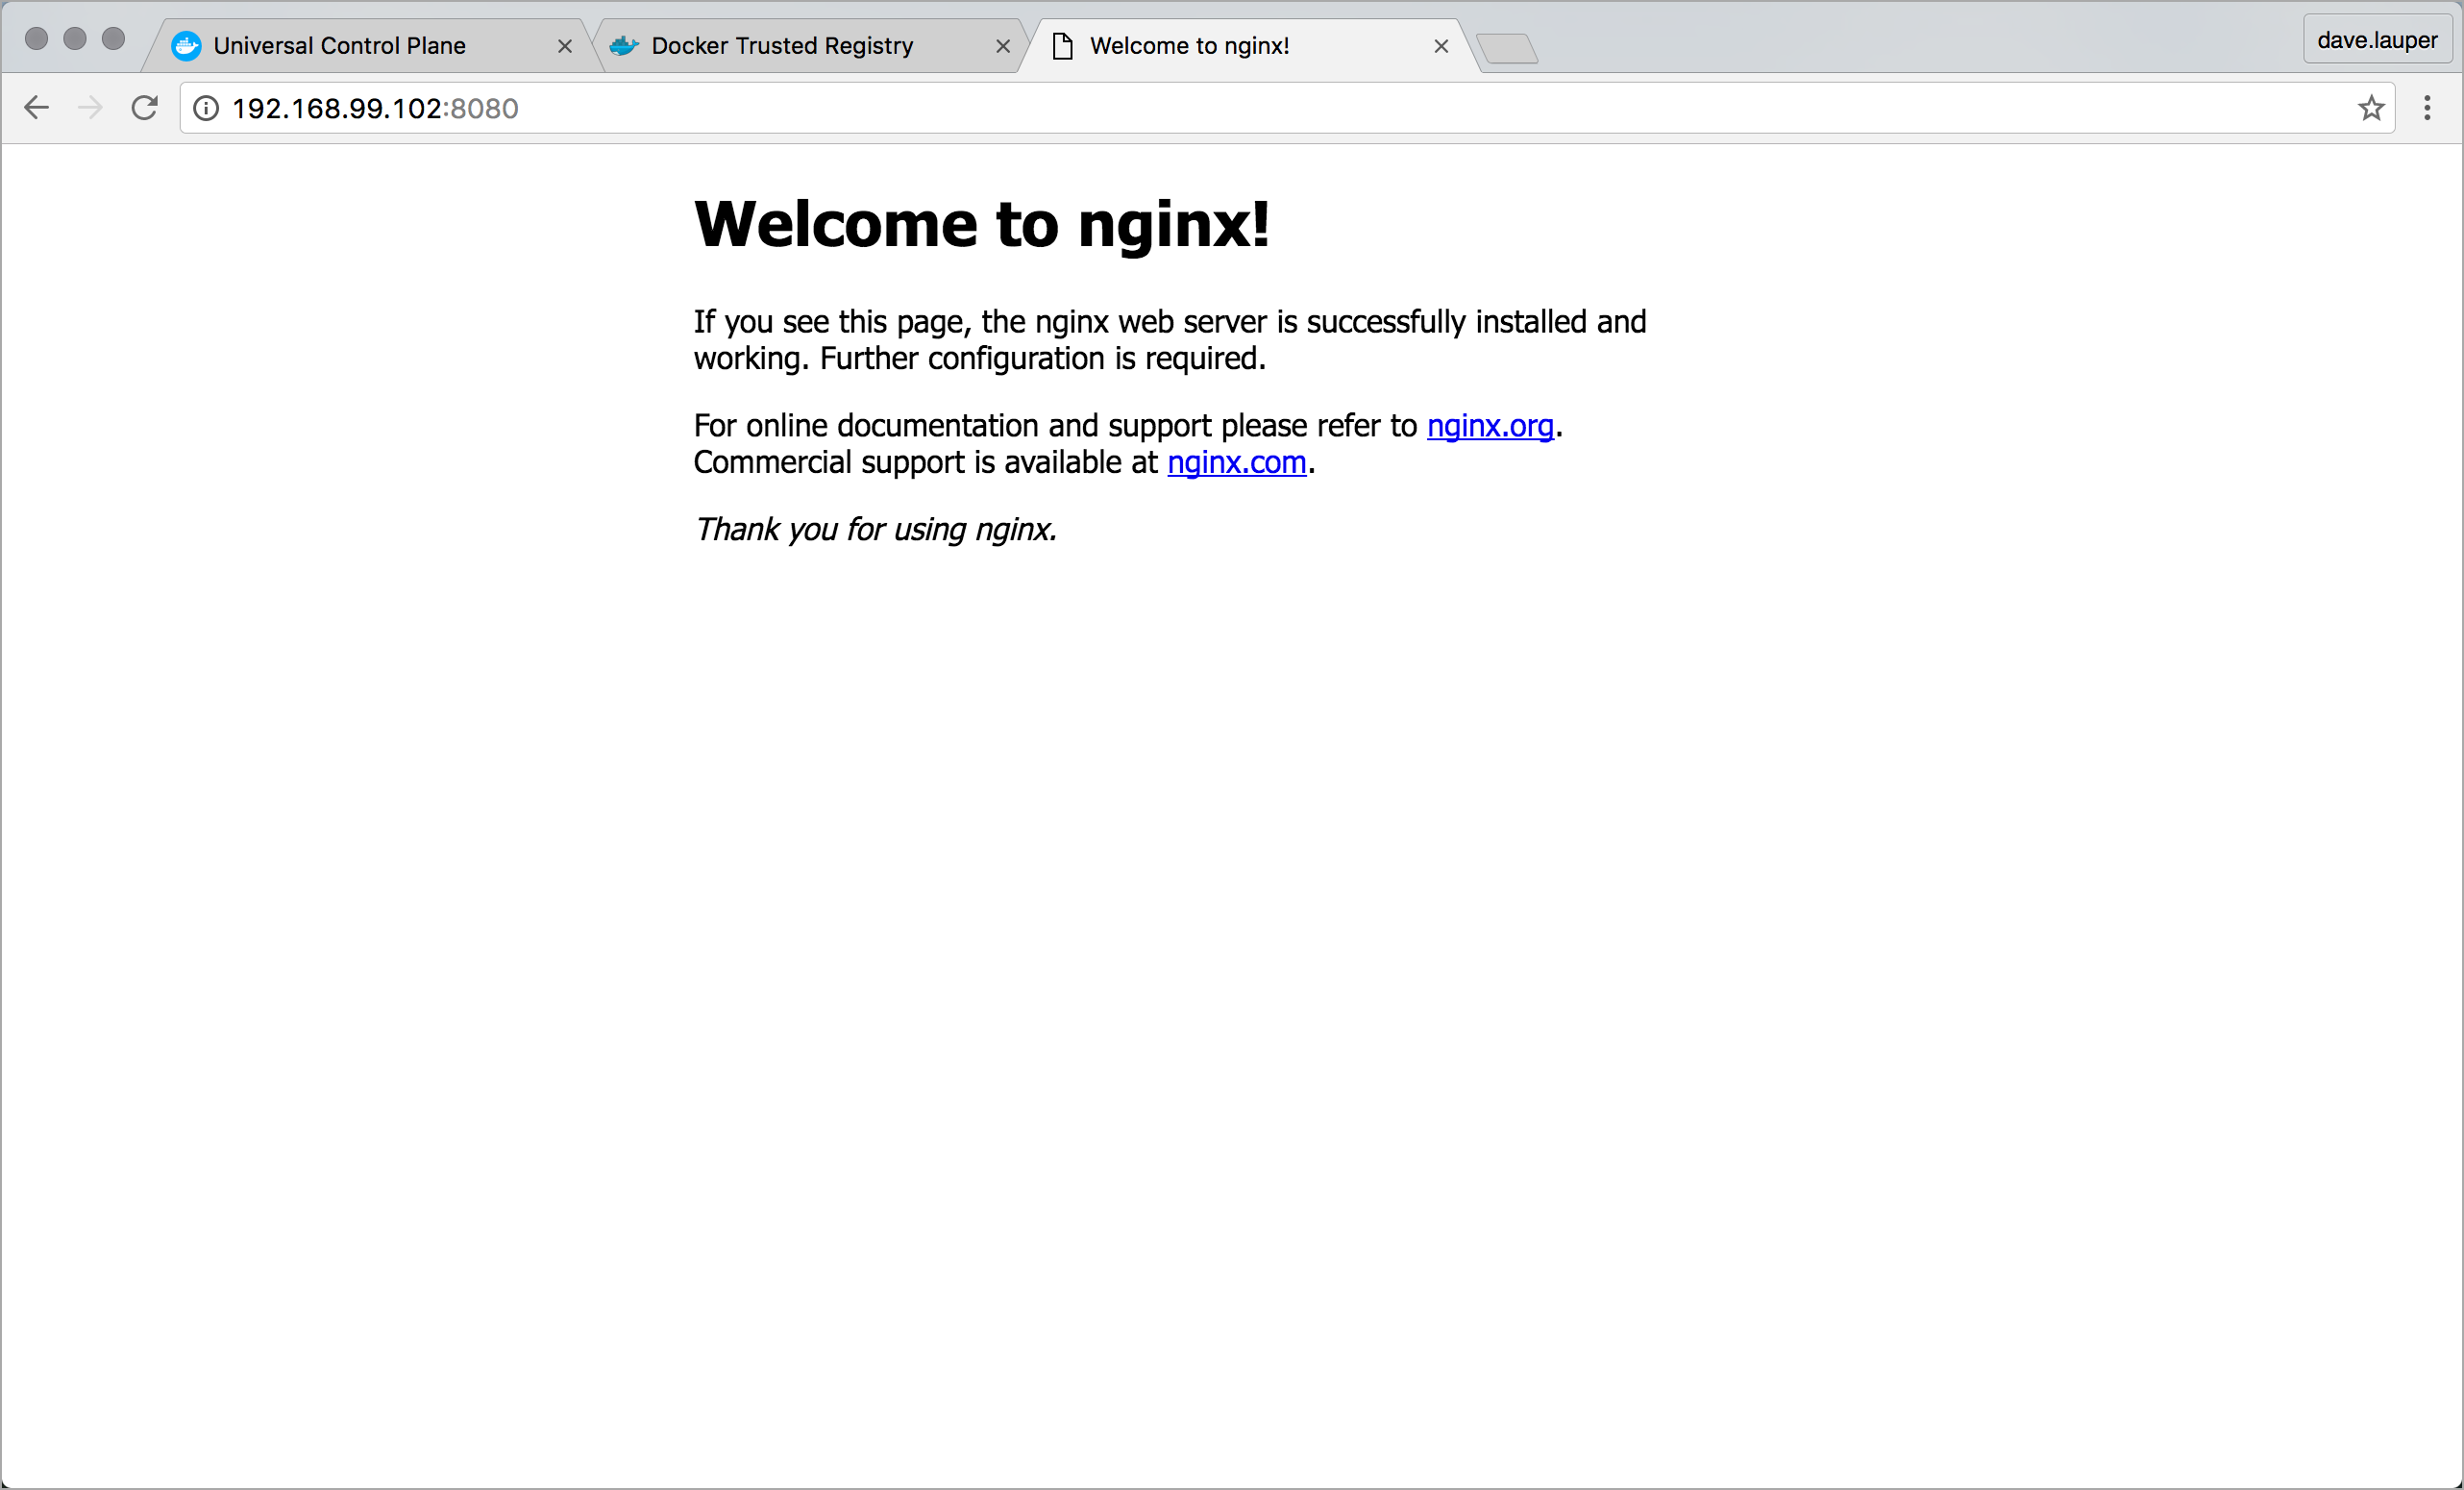 Universal Control Plane
Docker Trusted Registry
Welcome to nginx!
dave.lauper
192.168.99.102:8080
Welcome to nginx!
If you see this page, the nginx web server is successfully installed and
working. Further configuration is required.
For online documentation and support please refer to nginx.org.
Commercial support is available at nginx.com.
Thank you for using nginx.